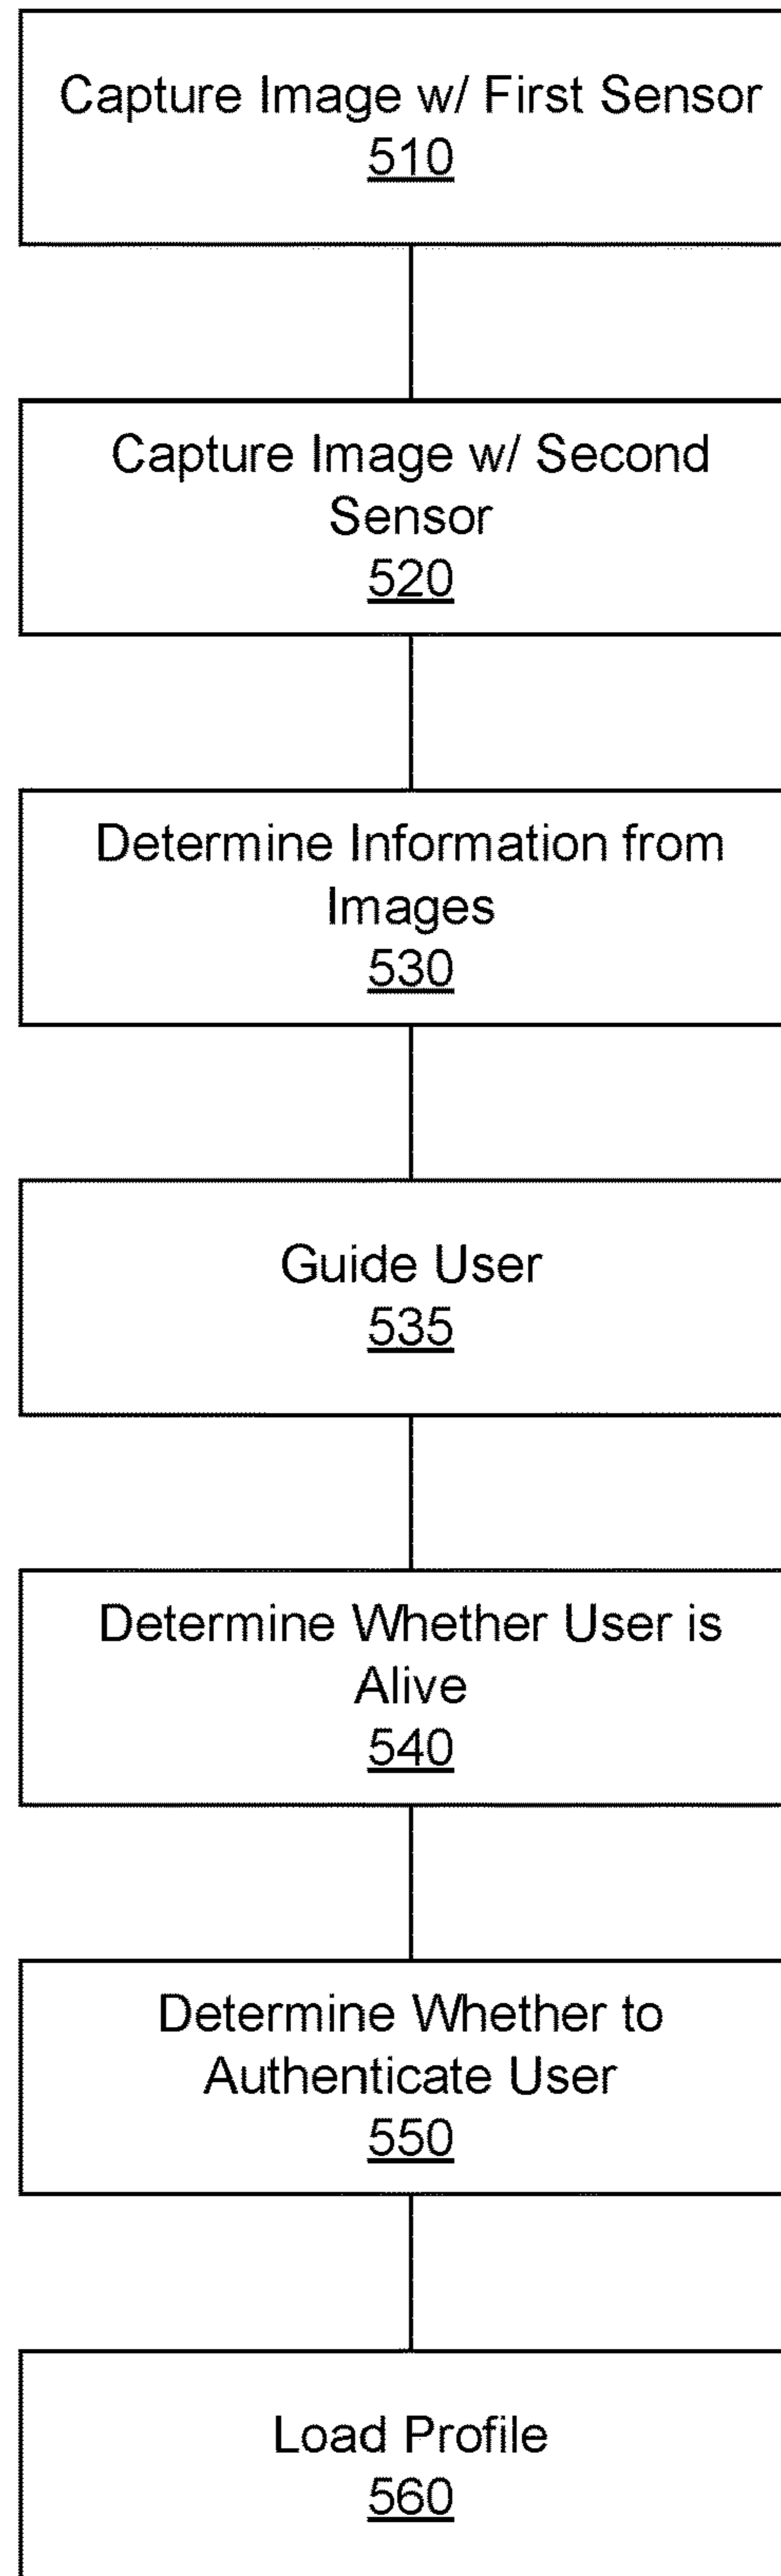 Capture Image w/ First Sensor
510
Capture Image w/ Second
Sensor
520
Determine Information from
Images
530
Guide User
535
Determine Whether User is
Alive
540
Determine Whether to
Authenticate User
550
Load Profile
560